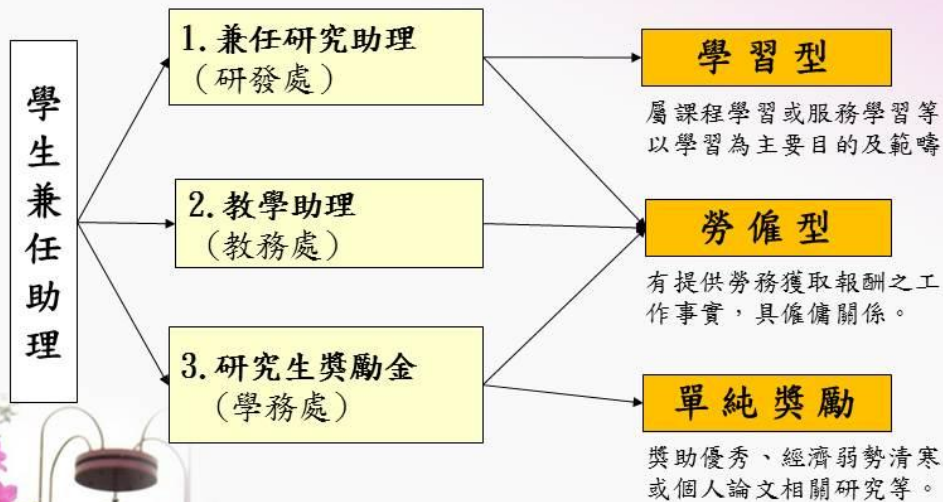 學生兼任助理
1.兼任研究助理
(研發處)
2.教學助理
(教務處)
3.研究生獎勵金
(學務處)
學習型
屬課程學習或服務學習等
以學習為主要目的及範疇
勞僱型
有提供勞務獲取報酬之工
作事實，具僱傭關係。
單純獎勵
獎助優秀、經濟弱勢清寒
或個人論文相關研究等。